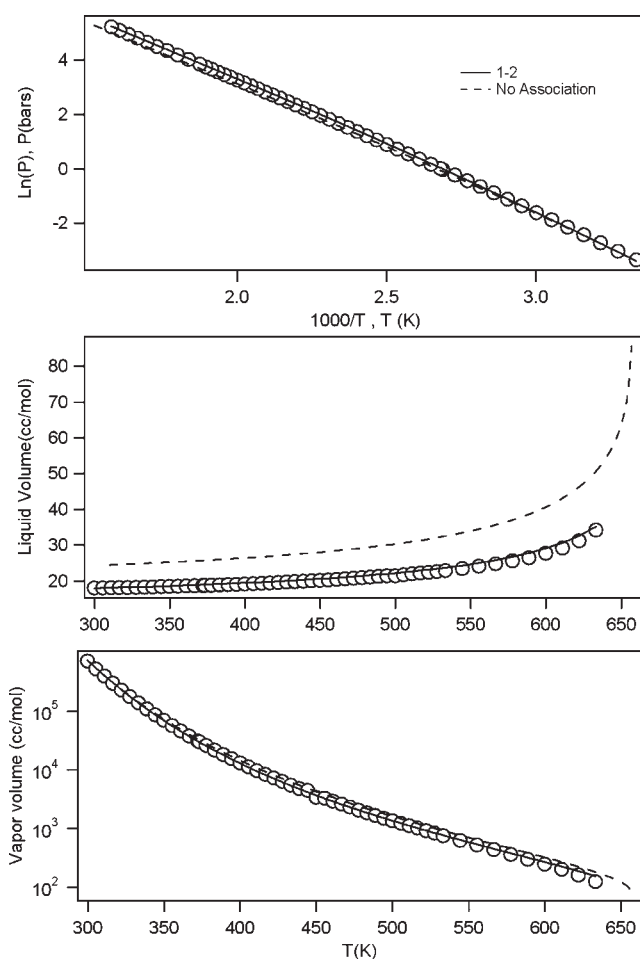 4
2
0
-2
Ln(P), P(bars)
1-2
No Association
2.0 2.5 3.0
1000/T , T (K)
80
70
60
50
40
30
20
Liquid Volume(cc/mol)
300 350 400 450 500 550 600 650
10^5
10^4
10^3
10^2
Vapor volume (cc/mol)
300 350 400 450 500 550 600 650
T(K)